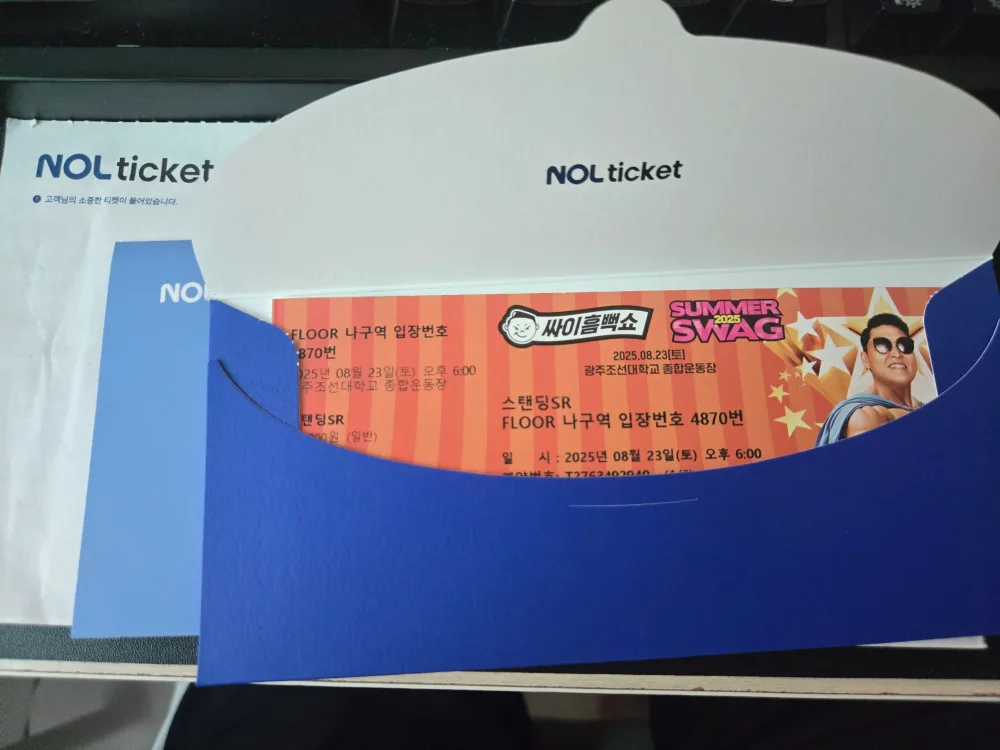 NOL ticket
고객님의 소중한 티켓이 들어있습니다.
NOL ticket
NO
FLOOR 나구역 입장번호
870번
25년 08월 23일(토) 오후 6:00
주조선대학교 종합운동장
탠딩SR
00원 (일반)
싸이흠뻑쇼
SUMMER
2025
SWAG
2025.08.23[토]
광주조선대학교 종합운동장
스탠딩SR
FLOOR 나구역 입장번호 4870번
일 시 : 2025년 08월 23일(토) 오후 6:00